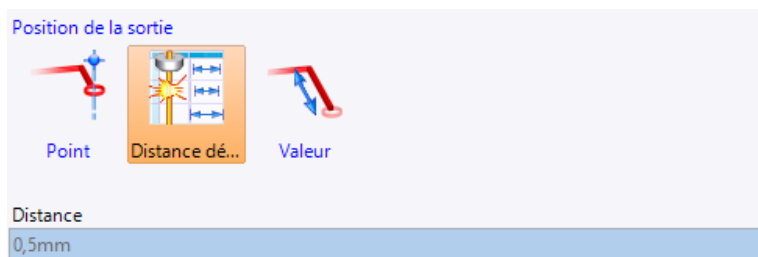 Position de la sortie
Point Distance dé... Valeur
Distance
0,5mm